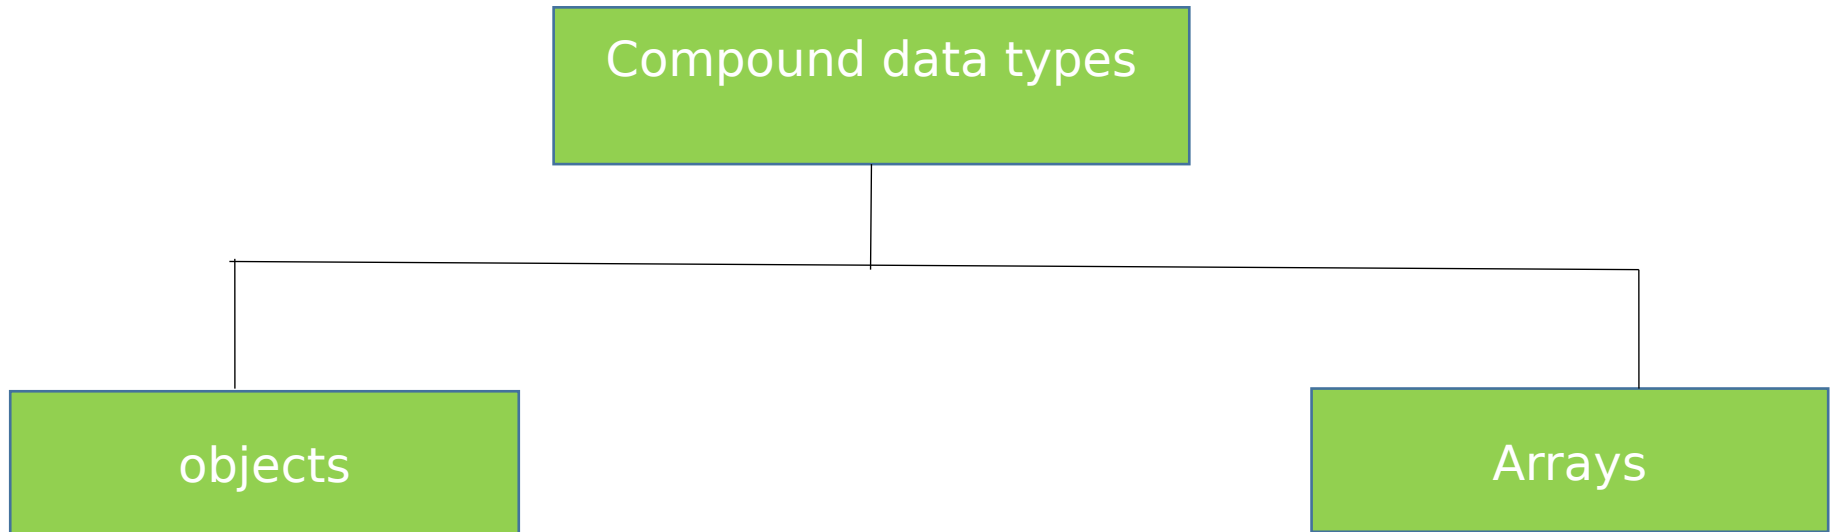 Compound data types
objects
Arrays